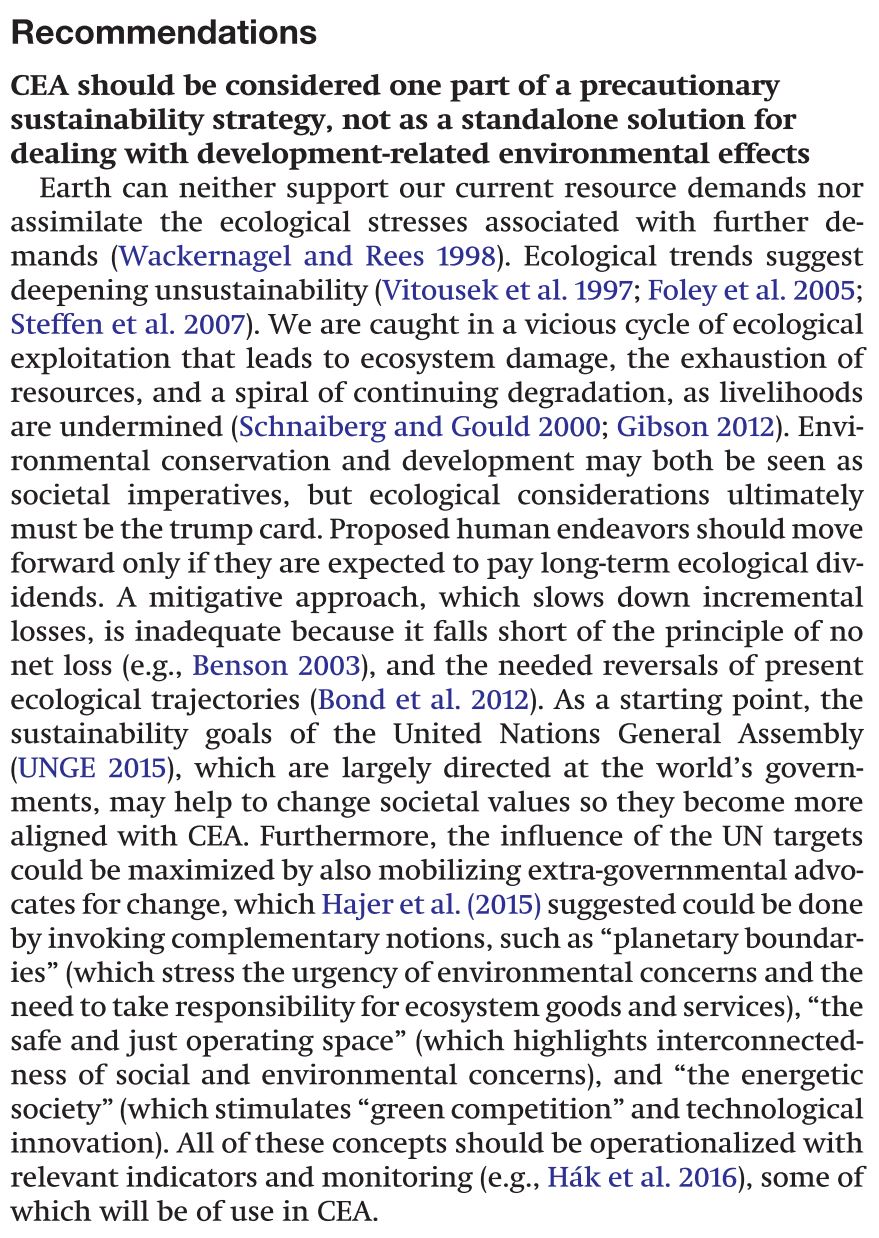 Recommendations
CEA should be considered one part of a precautionary
sustainability strategy, not as a standalone solution for
dealing with development-related environmental effects
Earth can neither support our current resource demands nor
assimilate the ecological stresses associated with further de-
mands (Wackernagel and Rees 1998). Ecological trends suggest
deepening unsustainability (Vitousek et al. 1997; Foley et al. 2005;
Steffen et al. 2007). We are caught in a vicious cycle of ecological
exploitation that leads to ecosystem damage, the exhaustion of
resources, and a spiral of continuing degradation, as livelihoods
are undermined (Schnaiberg and Gould 2000; Gibson 2012). Envi-
ronmental conservation and development may both be seen as
societal imperatives, but ecological considerations ultimately
must be the trump card. Proposed human endeavors should move
forward only if they are expected to pay long-term ecological div-
idends. A mitigative approach, which slows down incremental
losses, is inadequate because it falls short of the principle of no
net loss (e.g., Benson 2003), and the needed reversals of present
ecological trajectories (Bond et al. 2012). As a starting point, the
sustainability goals of the United Nations General Assembly
(UNGE 2015), which are largely directed at the world's govern-
ments, may help to change societal values so they become more
aligned with CEA. Furthermore, the influence of the UN targets
could be maximized by also mobilizing extra-governmental advo-
cates for change, which Hajer et al. (2015) suggested could be done
by invoking complementary notions, such as “planetary boundar-
ies” (which stress the urgency of environmental concerns and the
need to take responsibility for ecosystem goods and services), “the
safe and just operating space” (which highlights interconnected-
ness of social and environmental concerns), and “the energetic
society” (which stimulates “green competition” and technological
innovation). All of these concepts should be operationalized with
relevant indicators and monitoring (e.g., Hák et al. 2016), some of
which will be of use in CEA.